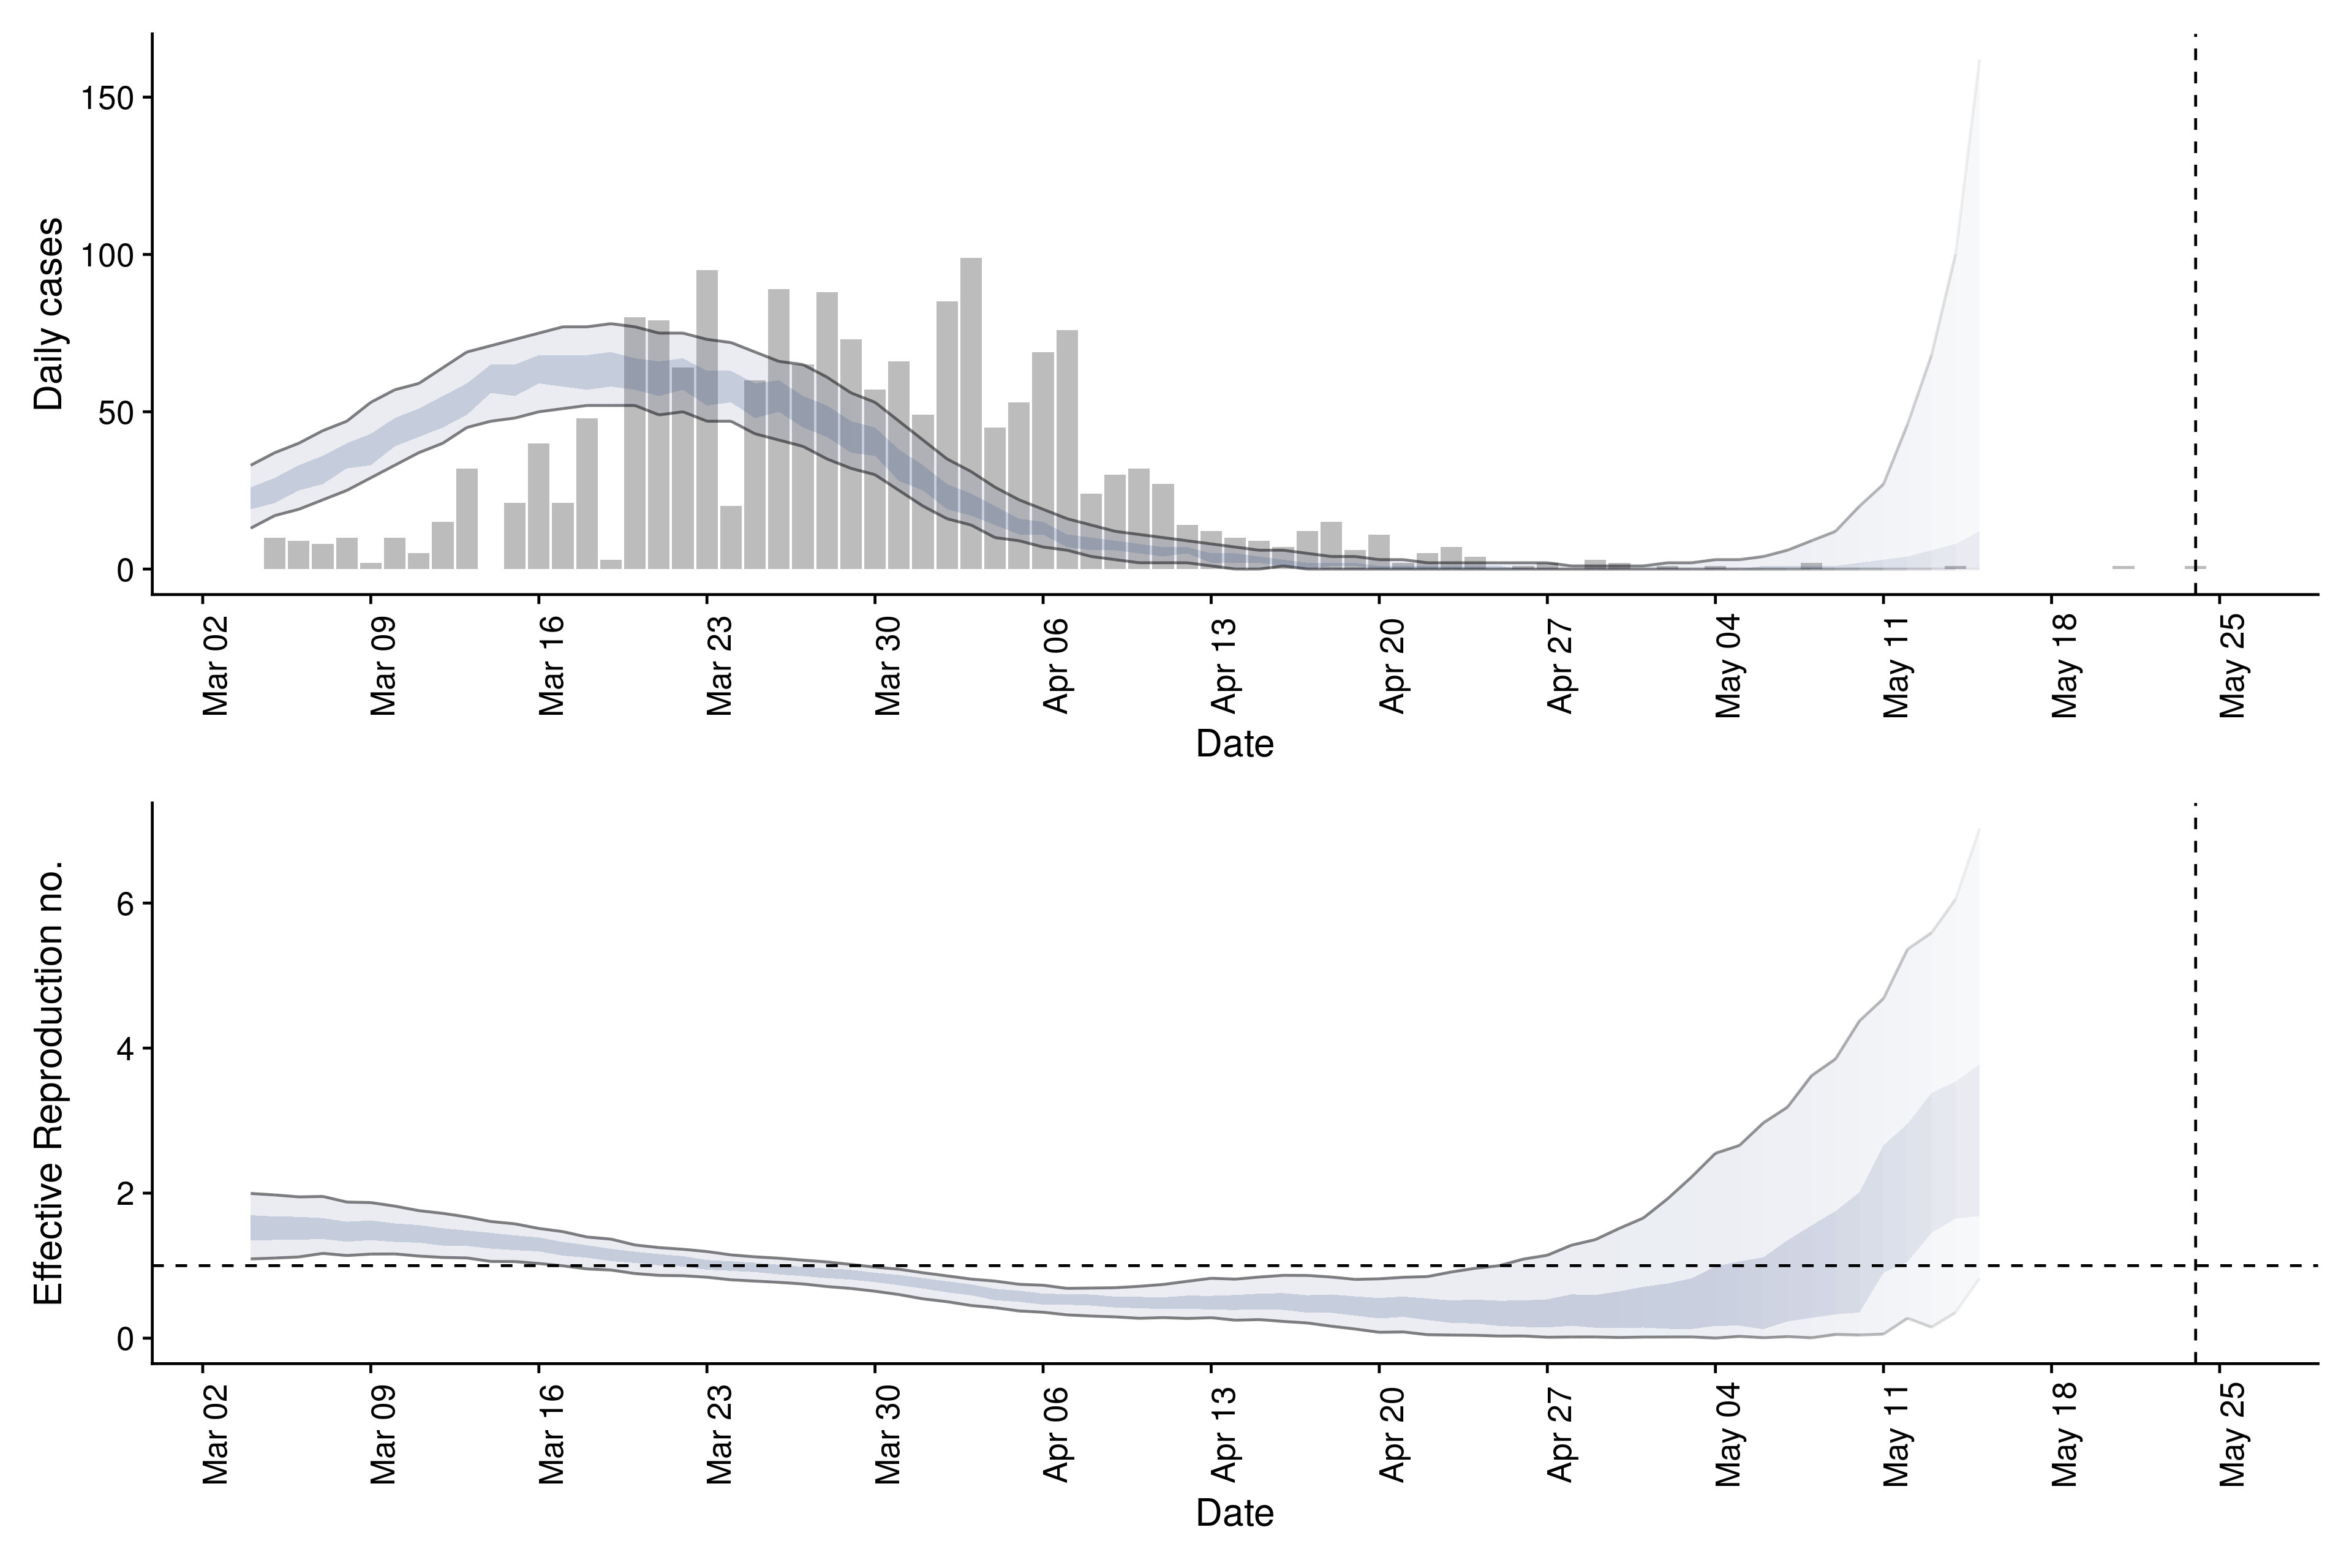 Daily cases
150
100
50
0
Mar 02
Mar 09
Mar 16
Mar 23
Mar 30
Apr 06
Apr 13
Apr 20
Apr 27
May 04
May 11
May 18
May 25
Date
Effective Reproduction no.
6
4
2
0
Mar 02
Mar 09
Mar 16
Mar 23
Mar 30
Apr 06
Apr 13
Apr 20
Apr 27
May 04
May 11
May 18
May 25
Date